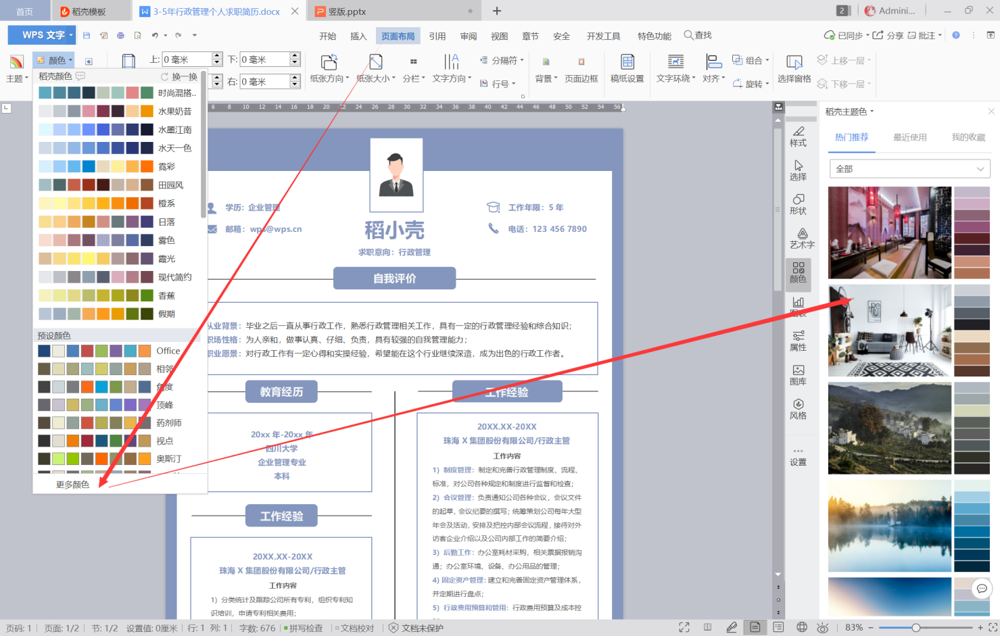 首页
稻壳模板
3-5年行政管理个人求职简历.docx
竖版.pptx
2
Admini...
WPS 文字
开始
插入
页面布局
引用
审阅
视图
章节
安全
开发工具
特色功能
查找
已同步
分享
批注
主题
颜色
上: 0 毫米
下: 0 毫米
右: 0 毫米
纸张方向
纸张大小
分栏
文字方向
分隔符
行号
背景
页面边框
稿纸设置
文字环绕
对齐
组合
旋转
选择窗格
上移一层
下移一层
稻壳颜色
换一换
时尚混搭..
水果奶昔
水墨江南
水天一色
霓彩
田园风
橙系
日落
雾色
霞光
现代简约
香蕉
假期
预设颜色
Office
相邻
角度
顶峰
药剂师
视点
奥斯汀
更多颜色
6 8 10 12 14 16 18 20 22 24 26 28 30 32 34 36 38 40 42 44 46 48 50 52 54 56
学历：企业管理
工作年限：5 年
邮箱：wps@wps.cn
电话：123 456 7890
稻小壳
求职意向：行政管理
自我评价
从业背景：毕业之后一直从事行政工作，熟悉行政管理相关工作，具有一定的行政管理经验和综合知识；
职场性格：为人亲和，做事认真、仔细、负责，具有较强的自我管理能力；
职业愿景：对行政工作有一定心得和实操经验，希望能在这个行业继续深造，成为出色的行政工作者。
教育经历
20xx 年-20xx 年
四川大学
企业管理专业
本科
工作经验
20XX.XX-20XX
珠海 X 集团股份有限公司/行政主管
工作内容
1）分类统计及跟踪公司所有专利，组织专利知
识培训，申请专利相关费用；
工作经验
20XX.XX-20XX
珠海 X 集团股份有限公司/行政主管
工作内容
1）制度管理：制定和完善行政管理制度、流程、
标准，对公司各种规定和制度进行监督和检查；
2）会议管理：负责通知公司各种会议，会议文件
的起草，会议纪要的撰写；统筹策划公司每年大型
年会及活动，安排及把控内部会议流程，接待对外
访客企业介绍以及公司内部工作的简要介绍；
3）后勤工作：办公室耗材采购，相关票据报销沟
通；办公室环境、设备、办公用品的管理；
4) 固定资产管理：建立和完善固定资产管理体系，
并定期进行盘点；
5）行政费用预算和管用：行政费用预算及成本控
样式
选择
形状
艺术字
颜色
图表
属性
图库
风格
设置
稻壳主题色
热门推荐
最近使用
我的收藏
全部
页码: 1
页面: 1/2
节: 1/2
设置值: 0厘米
行: 1
列: 1
字数: 676
拼写检查
文档校对
文档未保护
83%